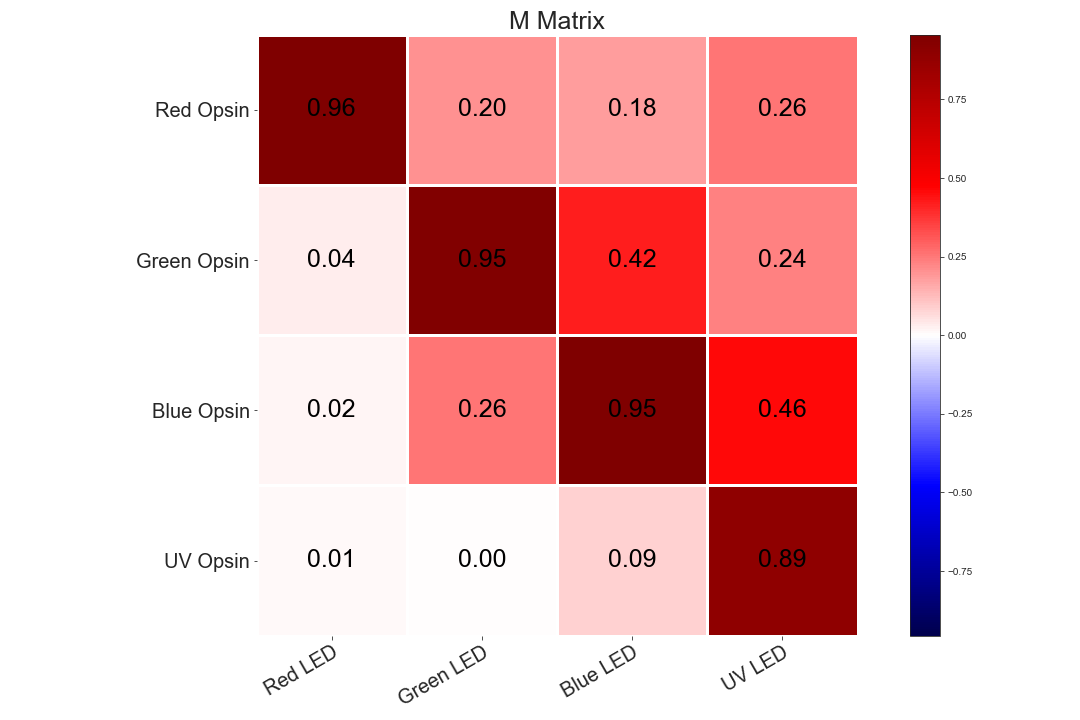 M Matrix
Red Opsin 0.96 0.20 0.18 0.26
Green Opsin 0.04 0.95 0.42 0.24
Blue Opsin 0.02 0.26 0.95 0.46
UV Opsin 0.01 0.00 0.09 0.89
Red LED Green LED Blue LED UV LED
0.75
0.50
0.25
0.00
−0.25
−0.50
−0.75